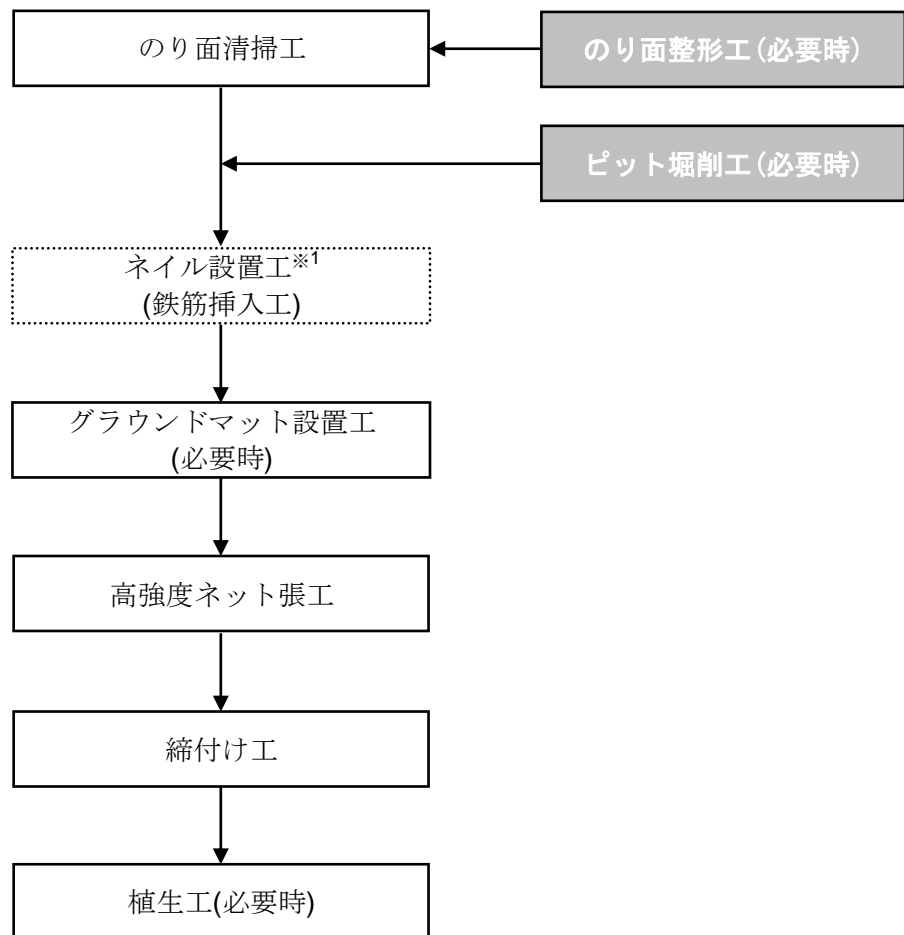 のり面清掃工
のり面整形工(必要時)
ピット堀削工(必要時)
ネイル設置工※1
(鉄筋挿入工)
グラウンドマット設置工
(必要時)
高強度ネット張工
締付け工
植生工(必要時)